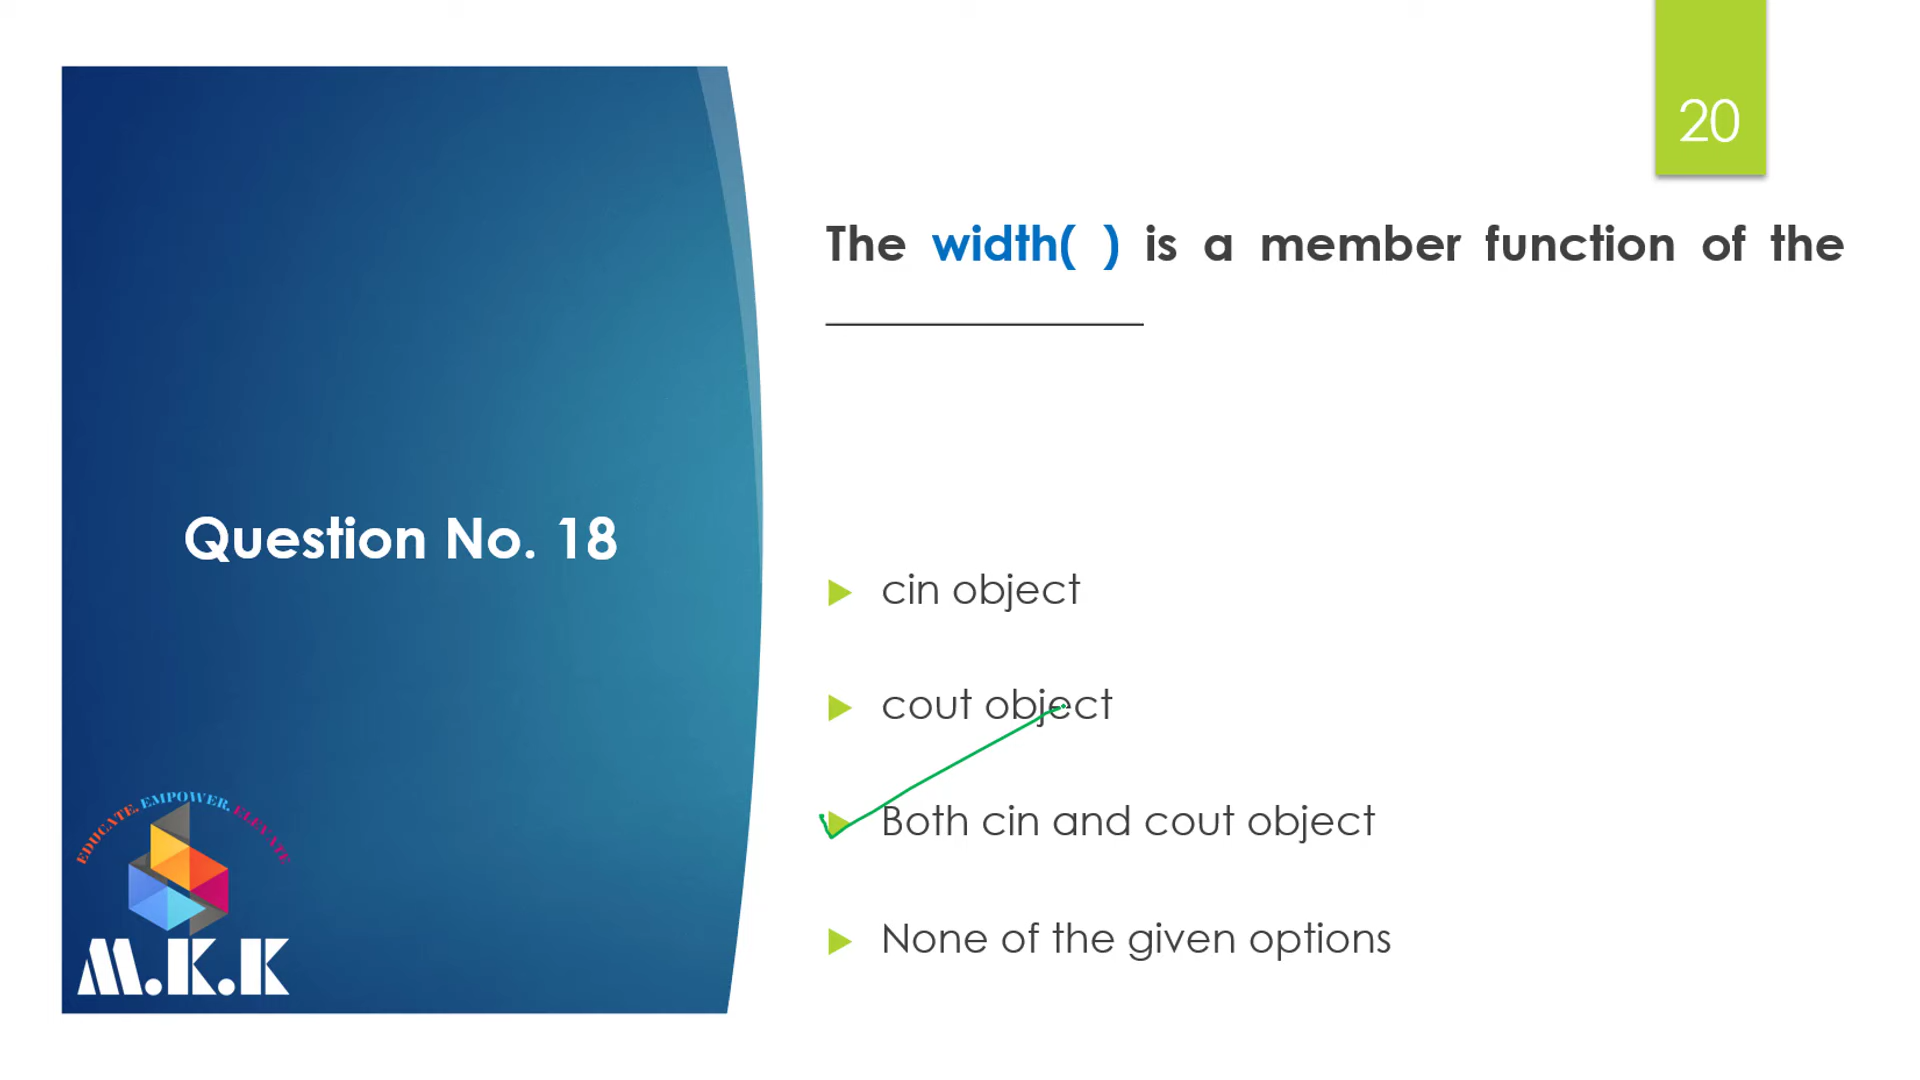 20
The width( ) is a member function of the
______________
Question No. 18
cin object
cout object
Both cin and cout object
None of the given options
EDUCATE. EMPOWER. ELEVATE
M.K.K